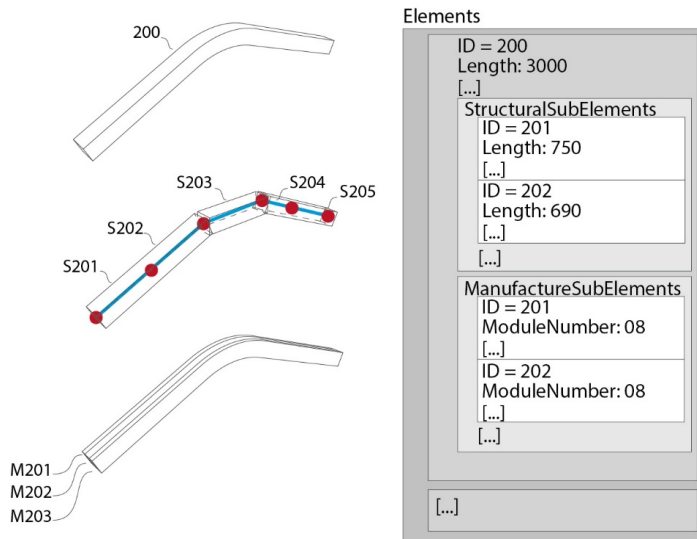 200
S201
S202
S203
S204
S205
M201
M202
M203
Elements
ID = 200
Length: 3000
[...]
StructuralSubElements
ID = 201
Length: 750
[...]
ID = 202
Length: 690
[...]
[...]
ManufactureSubElements
ID = 201
ModuleNumber: 08
[...]
ID = 202
ModuleNumber: 08
[...]
[...]
[...]